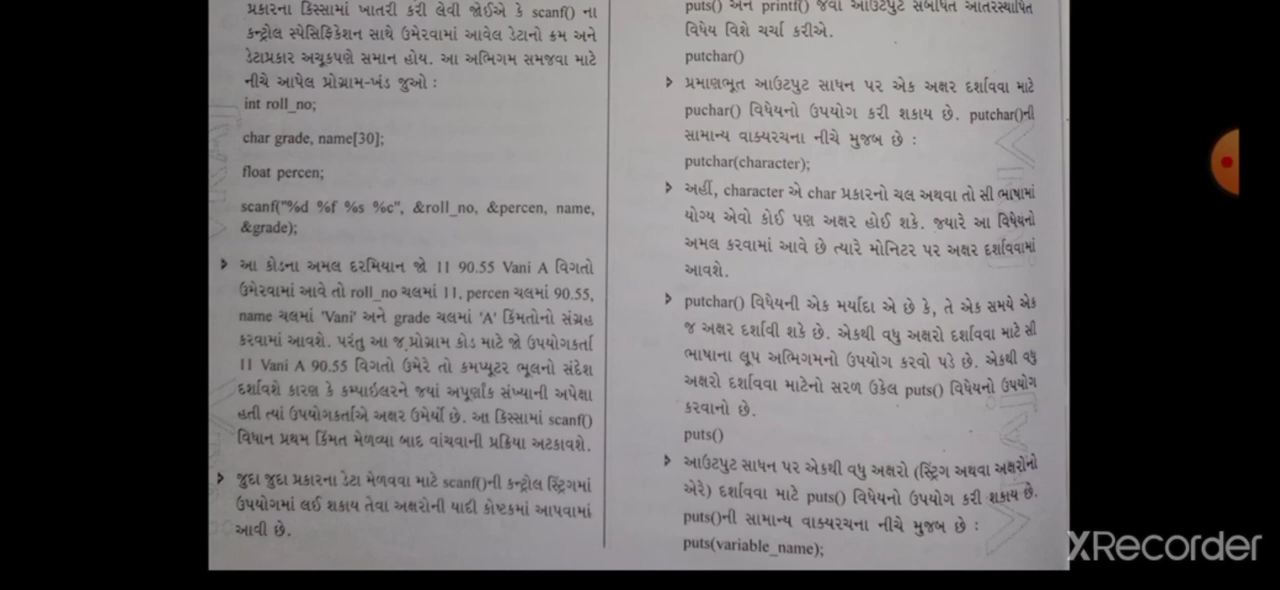 પ્રકારના કિસ્સામાં ખાતરી કરી લેવી જોઈએ કે scanf() ના
કન્ટ્રોલ સ્પેસિફિકેશન સાથે ઉમેરવામાં આવેલ ડેટાનો ક્રમ અને
ડેટાપ્રકાર અચૂકપણે સમાન હોય. આ અભિગમ સમજવા માટે
નીચે આપેલ પ્રોગ્રામ-ખંડ જુઓ :
int roll_no;
char grade, name[30];
float percen;
scanf("%d %f %s %c", &roll_no, &percen, name,
&grade);
આ કોડના અમલ દરમિયાન જો 11 90.55 Vani A વિગતો
ઉમેરવામાં આવે તો roll_no ચલમાં 11, percen ચલમાં 90.55,
name ચલમાં 'Vani' અને grade ચલમાં 'A' કિંમતોનો સંગ્રહ
કરવામાં આવશે. પરંતુ આ જ પ્રોગ્રામ કોડ માટે જો ઉપયોગકર્તા
11 Vani A 90.55 વિગતો ઉમેરે તો કમ્પ્યૂટર ભૂલનો સંદેશ
દર્શાવશે કારણ કે કમ્પાઇલરને જ્યાં અપૂર્ણાંક સંખ્યાની અપેક્ષા
હતી ત્યાં ઉપયોગકર્તાએ અક્ષર ઉમેર્યો છે. આ કિસ્સામાં scanf()
વિધાન પ્રથમ કિંમત મેળવ્યા બાદ વાંચવાની પ્રક્રિયા અટકાવશે.
જુદા જુદા પ્રકારના ડેટા મેળવવા માટે scanf()ની કન્ટ્રોલ સ્ટ્રિંગમાં
ઉપયોગમાં લઈ શકાય તેવા અક્ષરોની યાદી કોષ્ટકમાં આપવામાં
આવી છે.
puts() અને printf() જેવા આઉટપુટ સંબંધિત આંતરસ્થાપિત
વિધેય વિશે ચર્ચા કરીએ.
putchar()
પ્રમાણભૂત આઉટપુટ સાધન પર એક અક્ષર દર્શાવવા માટે
puchar() વિધેયનો ઉપયોગ કરી શકાય છે. putchar()ની
સામાન્ય વાક્યરચના નીચે મુજબ છે :
putchar(character);
અહીં, character એ char પ્રકારનો ચલ અથવા તો સી ભાષામાં
યોગ્ય એવો કોઈ પણ અક્ષર હોઈ શકે. જ્યારે આ વિધેયનો
અમલ કરવામાં આવે છે ત્યારે મોનિટર પર અક્ષર દર્શાવવામાં
આવશે.
putchar() વિધેયની એક મર્યાદા એ છે કે, તે એક સમયે એક
જ અક્ષર દર્શાવી શકે છે. એકથી વધુ અક્ષરો દર્શાવવા માટે સી
ભાષાના લૂપ અભિગમનો ઉપયોગ કરવો પડે છે. એકથી વધુ
અક્ષરો દર્શાવવા માટેનો સરળ ઉકેલ puts() વિધેયનો ઉપયોગ
કરવાનો છે.
puts()
આઉટપુટ સાધન પર એકથી વધુ અક્ષરો (સ્ટ્રિંગ અથવા અક્ષરોનો
એરે) દર્શાવવા માટે puts() વિધેયનો ઉપયોગ કરી શકાય છે.
puts()ની સામાન્ય વાક્યરચના નીચે મુજબ છે :
puts(variable_name);
XRecorder